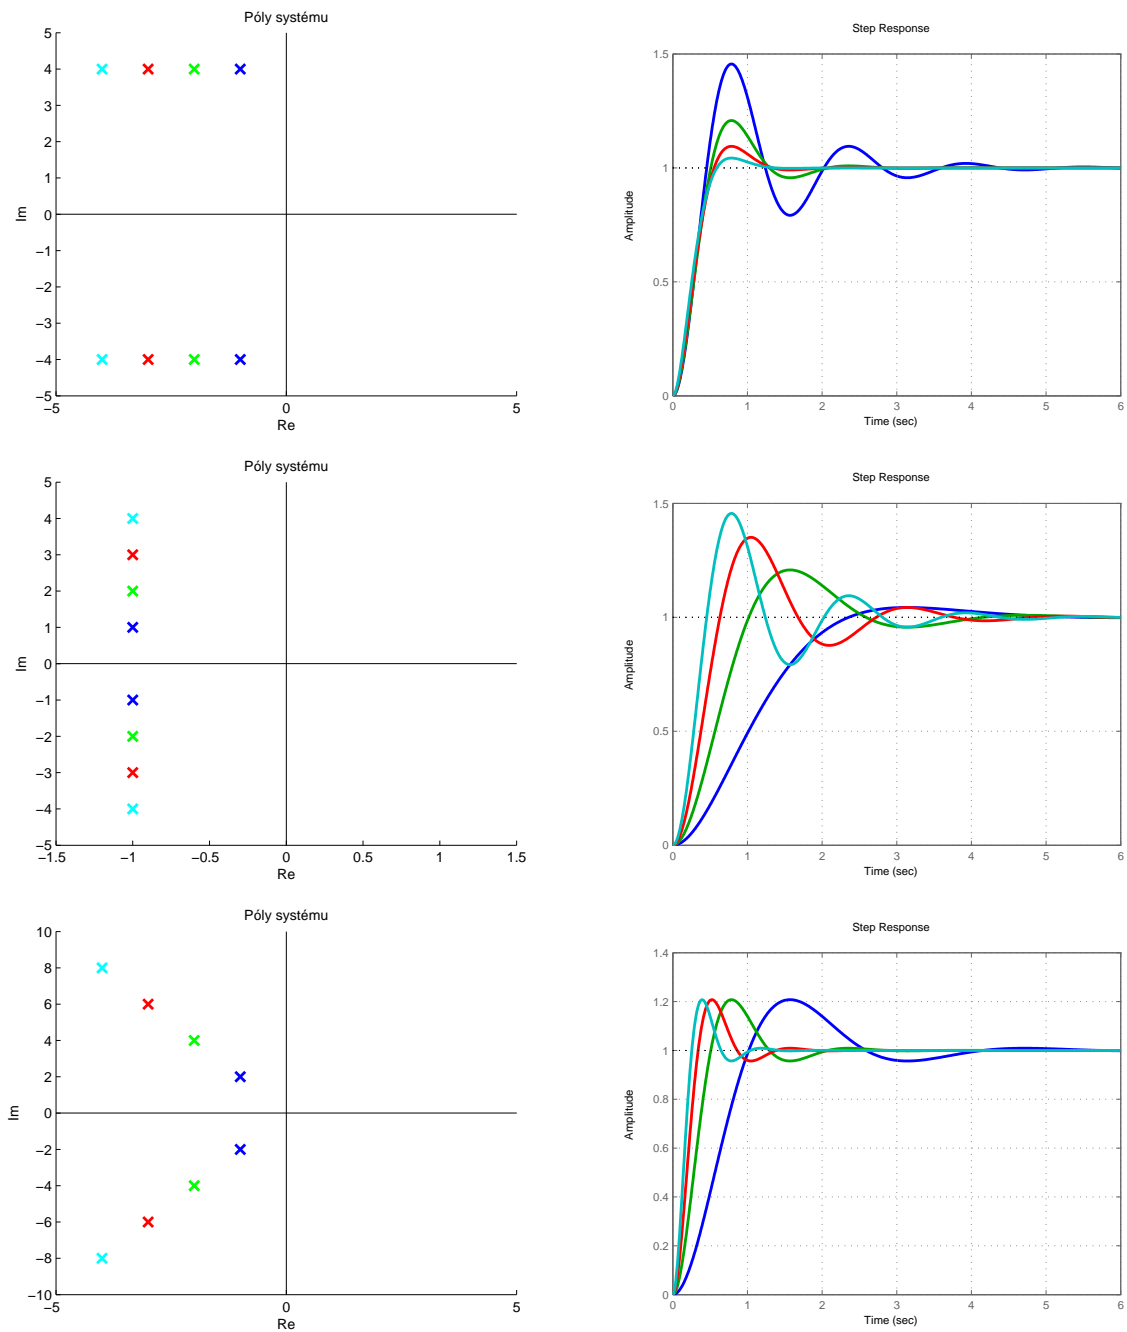 Póly systému
5
4
3
2
1
0
−1
−2
−3
−4
−5
−5 0 5
Im
Re
Step Response
1.5
1
0.5
0
0 1 2 3 4 5 6
Amplitude
Time (sec)
Póly systému
5
4
3
2
1
0
−1
−2
−3
−4
−5
−1.5 −1 −0.5 0 0.5 1 1.5
Im
Re
Step Response
1.5
1
0.5
0
0 1 2 3 4 5 6
Amplitude
Time (sec)
Póly systému
10
8
6
4
2
0
−2
−4
−6
−8
−10
−5 0 5
Im
Re
Step Response
1.4
1.2
1
0.8
0.6
0.4
0.2
0
0 1 2 3 4 5 6
Amplitude
Time (sec)